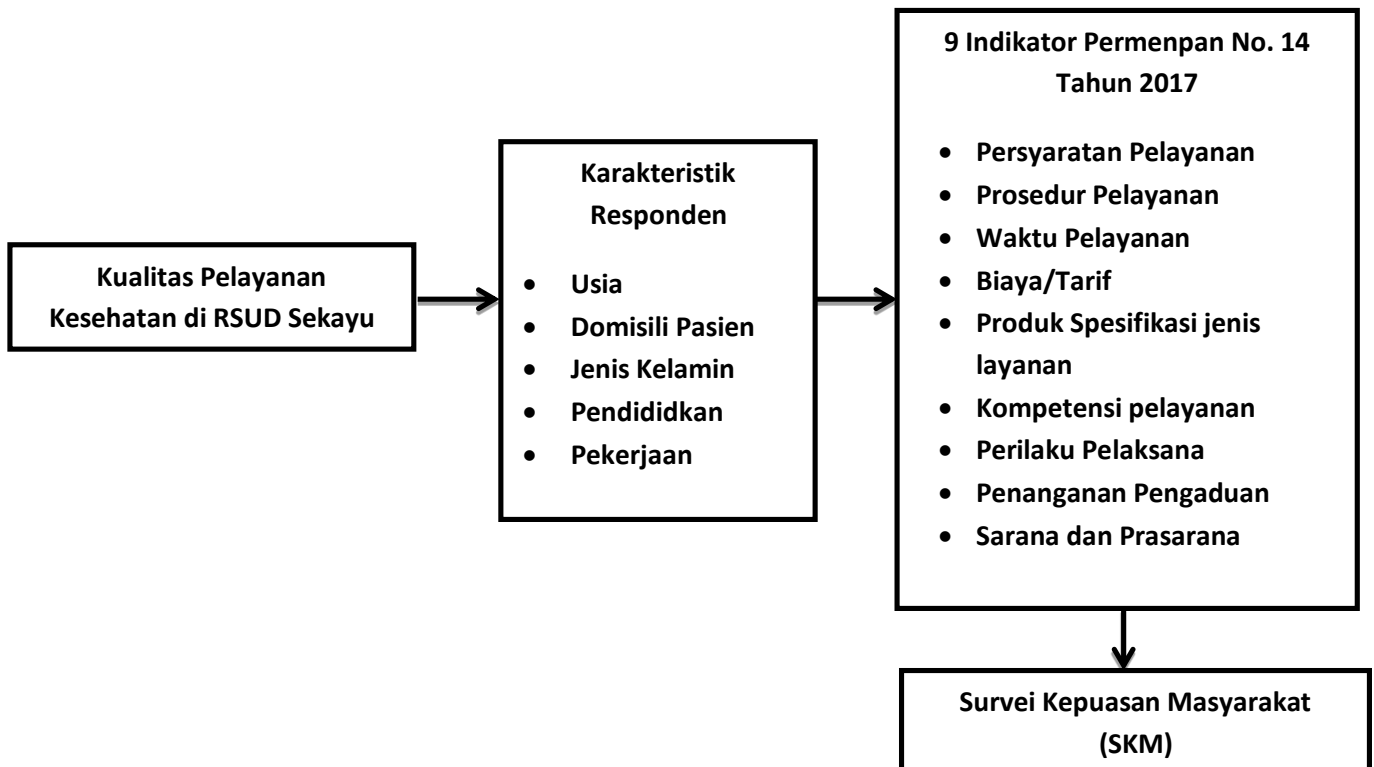 Kualitas Pelayanan
Kesehatan di RSUD Sekayu
Karakteristik
Responden
• Usia
• Domisili Pasien
• Jenis Kelamin
• Pendididkan
• Pekerjaan
9 Indikator Permenpan No. 14
Tahun 2017
• Persyaratan Pelayanan
• Prosedur Pelayanan
• Waktu Pelayanan
• Biaya/Tarif
• Produk Spesifikasi jenis
layanan
• Kompetensi pelayanan
• Perilaku Pelaksana
• Penanganan Pengaduan
• Sarana dan Prasarana
Survei Kepuasan Masyarakat
(SKM)